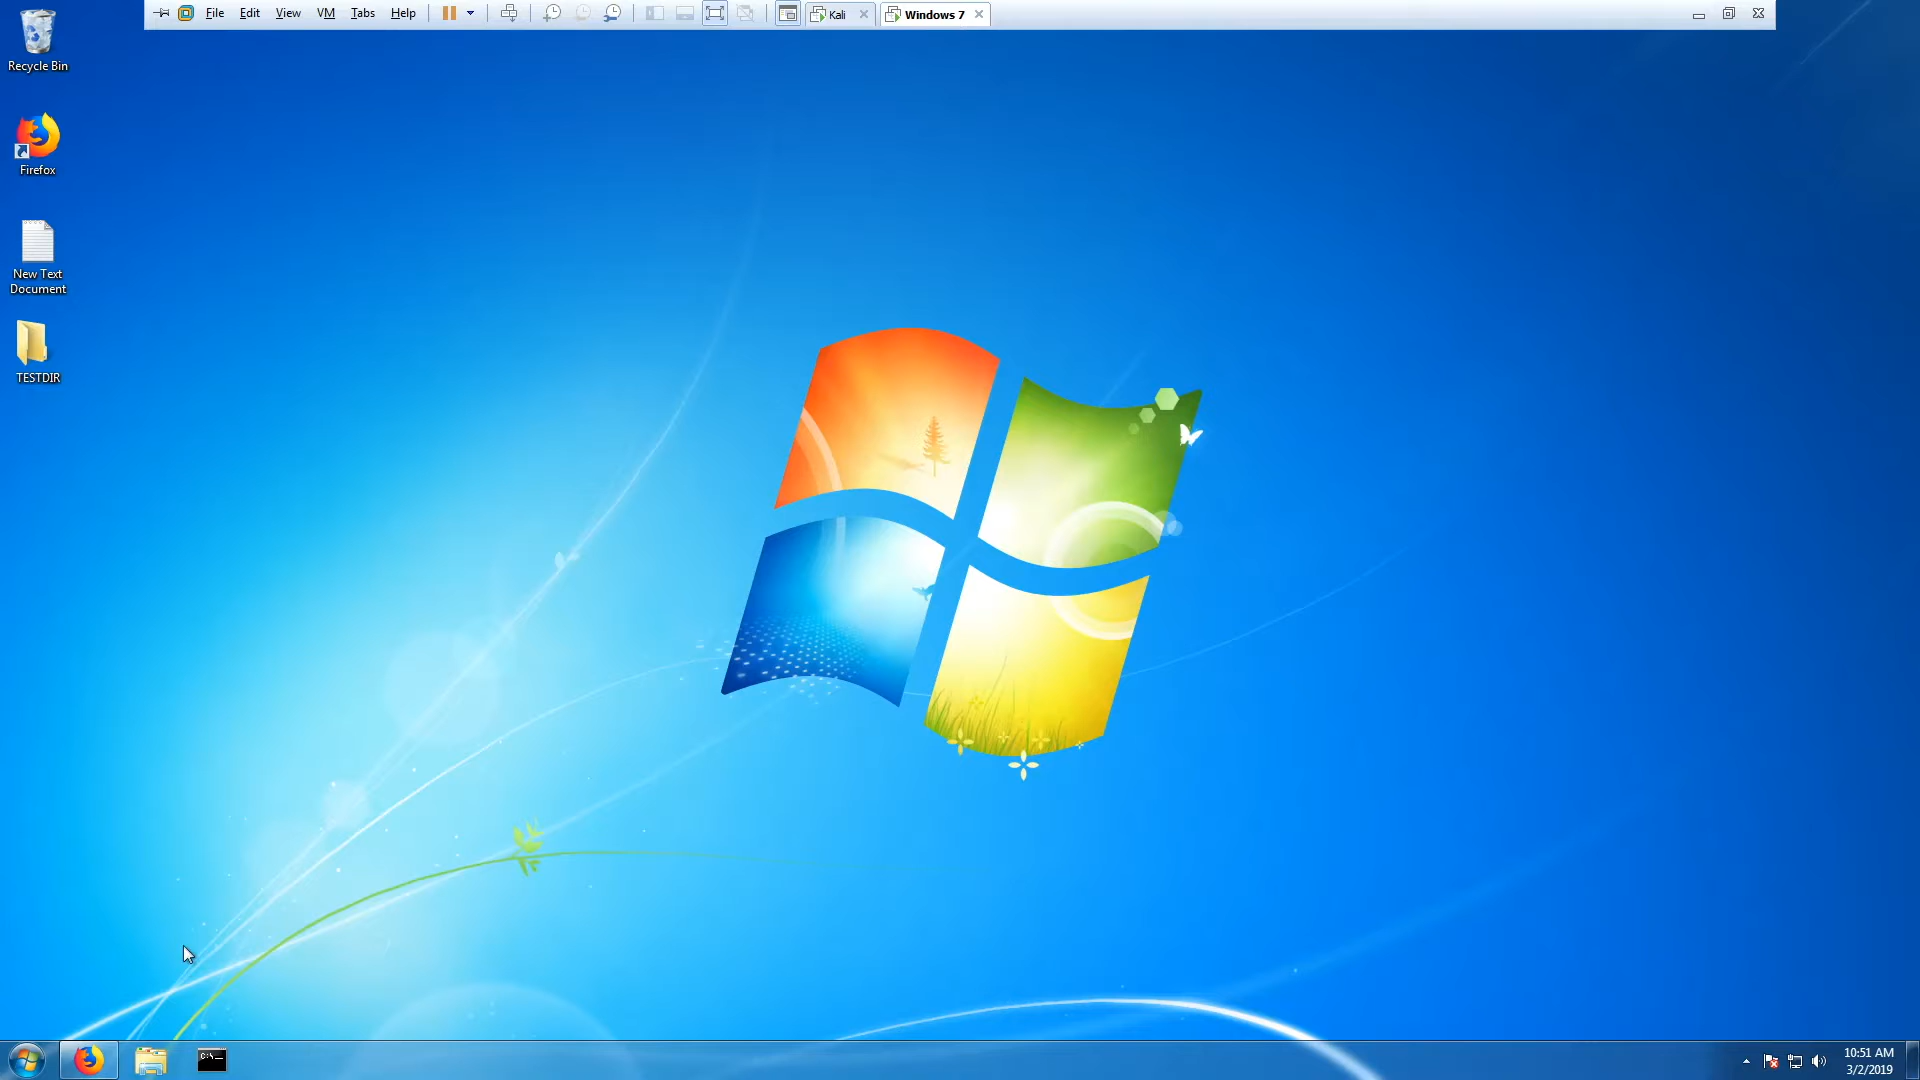 File Edit View VM Tabs Help Kali Windows 7
Recycle Bin
Firefox
New Text
Document
TESTDIR
C:\_
10:51 AM
3/2/2019